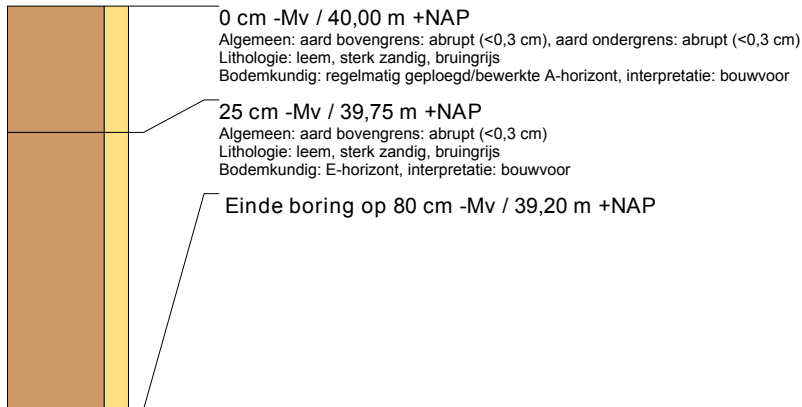 0 cm -Mv / 40,00 m +NAP
Algemeen: aard bovengrens: abrupt (<0,3 cm), aard ondergrens: abrupt (<0,3 cm)
Lithologie: leem, sterk zandig, bruingrijs
Bodemkundig: regelmatig geploegd/bewerkte A-horizont, interpretatie: bouwvoor
25 cm -Mv / 39,75 m +NAP
Algemeen: aard bovengrens: abrupt (<0,3 cm)
Lithologie: leem, sterk zandig, bruingrijs
Bodemkundig: E-horizont, interpretatie: bouwvoor
Einde boring op 80 cm -Mv / 39,20 m +NAP